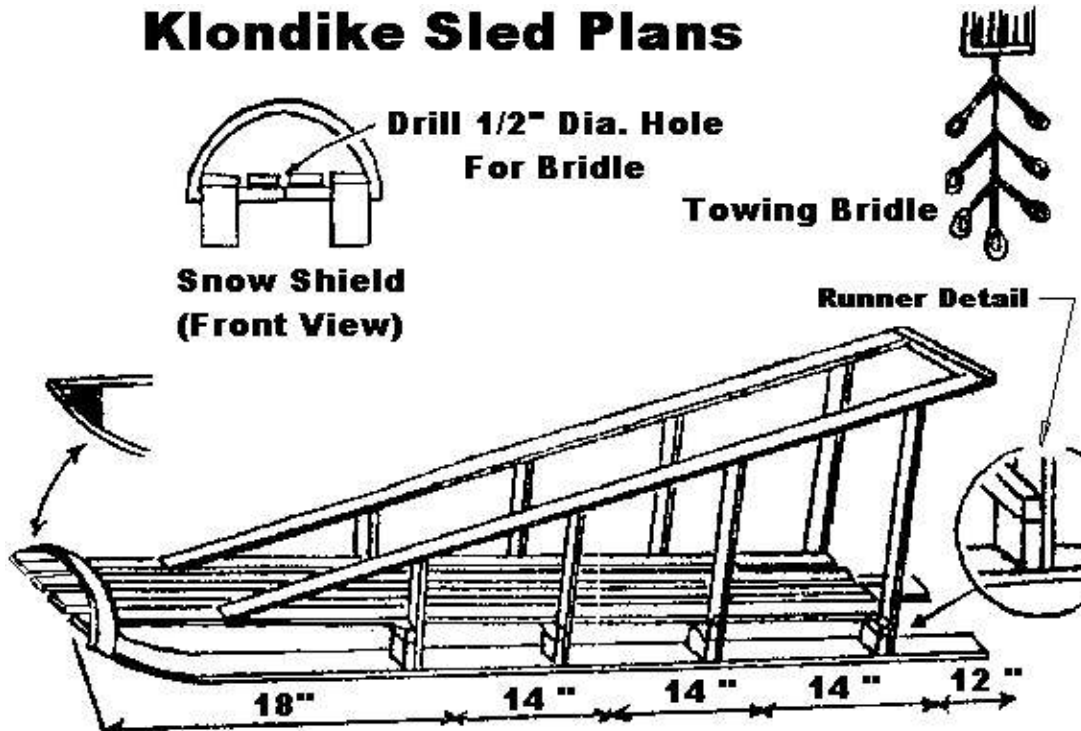 Klondike Sled Plans
Drill 1/2" Dia. Hole
For Bridle
Towing Bridle
Snow Shield
(Front View)
Runner Detail
18"
14 "
14 "
14 "
12 "